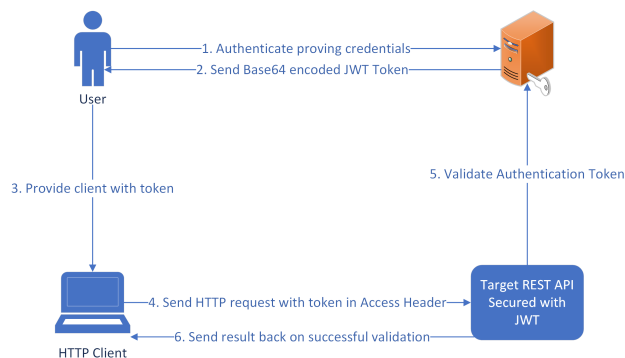 1. Authenticate proving credentials
2. Send Base64 encoded JWT Token
User
3. Provide client with token
5. Validate Authentication Token
4. Send HTTP request with token in Access Header
Target REST API
Secured with
JWT
6. Send result back on successful validation
HTTP Client